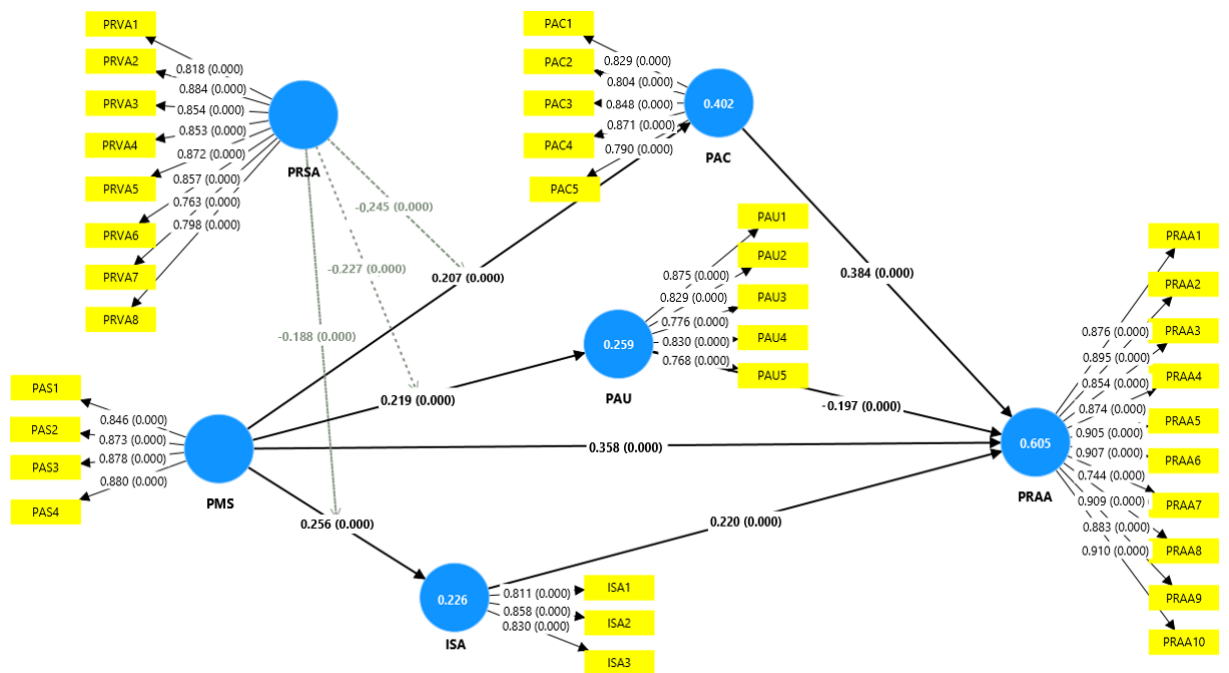 PRVA1
PRVA2
PRVA3
PRVA4
PRVA5
PRVA6
PRVA7
PRVA8
0.818 (0.000)
0.884 (0.000)
0.854 (0.000)
0.853 (0.000)
0.872 (0.000)
0.857 (0.000)
0.763 (0.000)
0.798 (0.000)
PRSA
PAC1
PAC2
PAC3
PAC4
PAC5
0.829 (0.000)
0.804 (0.000)
0.848 (0.000)
0.871 (0.000)
0.790 (0.000)
0.402
PAC
-0.245 (0.000)
-0.227 (0.000)
-0.188 (0.000)
0.207 (0.000)
0.384 (0.000)
PAU1
PAU2
PAU3
PAU4
PAU5
0.875 (0.000)
0.829 (0.000)
0.776 (0.000)
0.830 (0.000)
0.768 (0.000)
0.259
PAU
0.219 (0.000)
-0.197 (0.000)
PAS1
PAS2
PAS3
PAS4
0.846 (0.000)
0.873 (0.000)
0.878 (0.000)
0.880 (0.000)
PMS
0.358 (0.000)
0.256 (0.000)
0.220 (0.000)
0.226
ISA
0.811 (0.000)
0.858 (0.000)
0.830 (0.000)
ISA1
ISA2
ISA3
0.605
PRAA
0.876 (0.000)
0.895 (0.000)
0.854 (0.000)
0.874 (0.000)
0.905 (0.000)
0.907 (0.000)
0.744 (0.000)
0.909 (0.000)
0.883 (0.000)
0.910 (0.000)
PRAA1
PRAA2
PRAA3
PRAA4
PRAA5
PRAA6
PRAA7
PRAA8
PRAA9
PRAA10